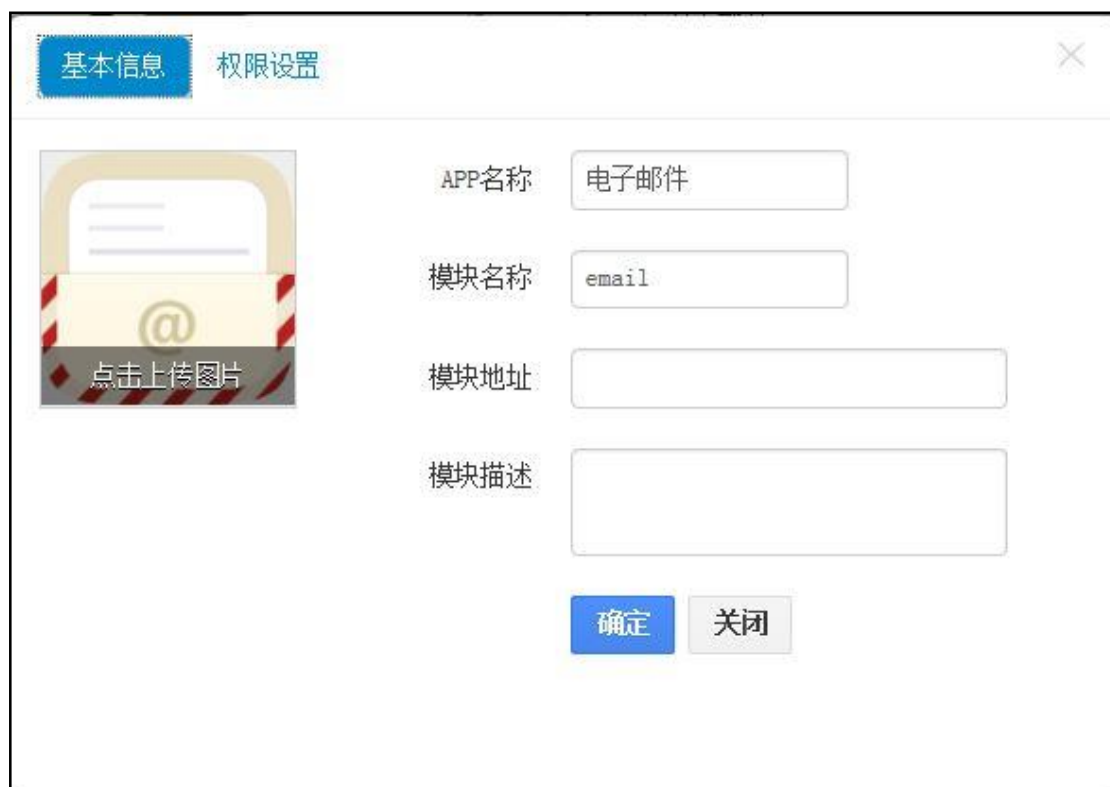 基本信息 权限设置
APP名称 电子邮件
模块名称 email
@
点击上传图片
模块地址
模块描述
确定 关闭